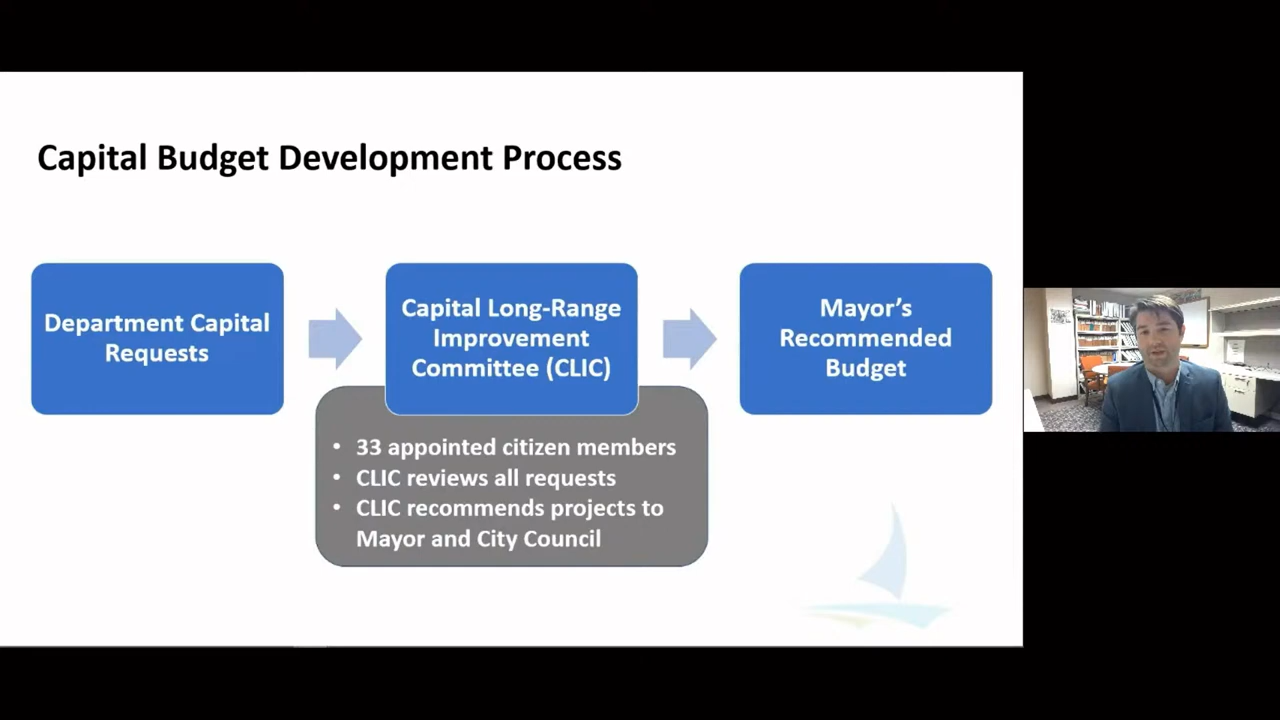 Capital Budget Development Process
Department Capital
Requests
Capital Long-Range
Improvement
Committee (CLIC)
Mayor’s
Recommended
Budget
• 33 appointed citizen members
• CLIC reviews all requests
• CLIC recommends projects to
Mayor and City Council